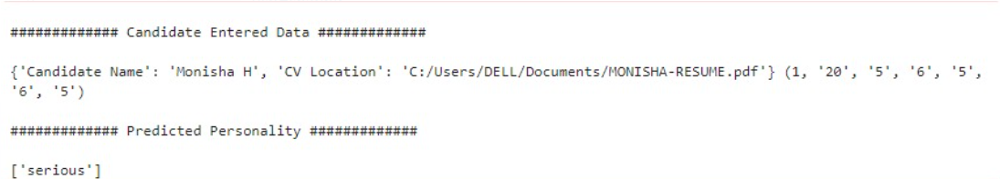 ############# Candidate Entered Data #############
{'Candidate Name': 'Monisha H', 'CV Location': 'C:/Users/DELL/Documents/MONISHA-RESUME.pdf'} (1, '20', '5', '6', '5',
'6', '5')
############# Predicted Personality #############
['serious']